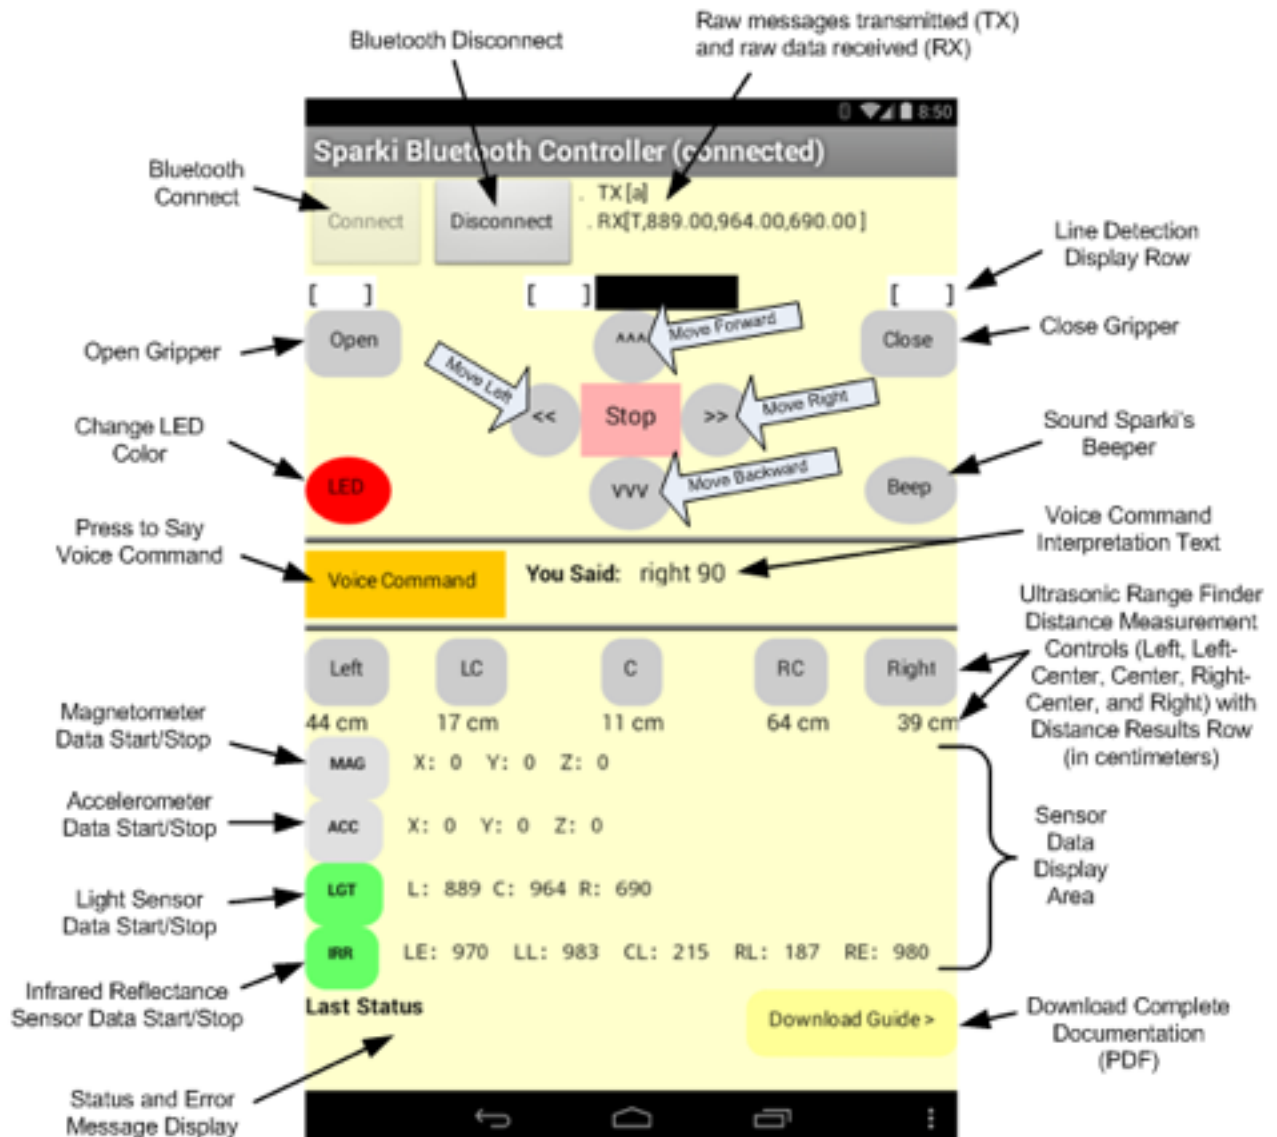 Raw messages transmitted (TX)
and raw data received (RX)
Bluetooth Disconnect
8:50
Sparki Bluetooth Controller (connected)
Bluetooth
Connect
Connect
Disconnect
. TX[a]
. RX[T,889.00,964.00,690.00]
Line Detection
Display Row
[ ]
[ ]
[ ]
Open Gripper
Open
^^^
Move Forward
Close
Close Gripper
Move Left
<<
Stop
>>
Move Right
Change LED
Color
LED
VVV
Move Backward
Beep
Sound Sparki's
Beeper
Press to Say
Voice Command
Voice Command
You Said: right 90
Voice Command
Interpretation Text
Ultrasonic Range Finder
Distance Measurement
Controls (Left, Left-
Center, Center, Right-
Center, and Right) with
Distance Results Row
(in centimeters)
Left LC C RC Right
44 cm 17 cm 11 cm 64 cm 39 cm
Magnetometer
Data Start/Stop
MAG X: 0 Y: 0 Z: 0
Accelerometer
Data Start/Stop
ACC X: 0 Y: 0 Z: 0
Sensor
Data
Display
Area
Light Sensor
Data Start/Stop
LGT L: 889 C: 964 R: 690
Infrared Reflectance
Sensor Data Start/Stop
IRR LE: 970 LL: 983 CL: 215 RL: 187 RE: 980
Last Status
Download Guide >
Download Complete
Documentation
(PDF)
Status and Error
Message Display